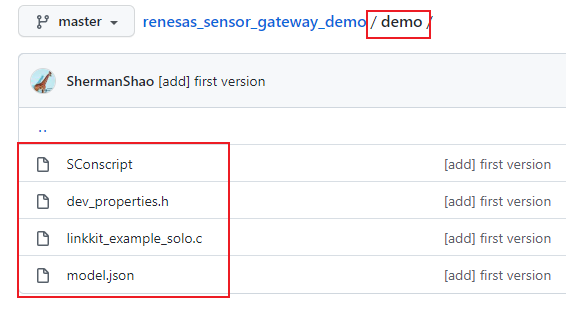 master renesas_sensor_gateway_demo / demo /
ShermanShao [add] first version
..
SConscript [add] first version
dev_properties.h [add] first version
linkkit_example_solo.c [add] first version
model.json [add] first version